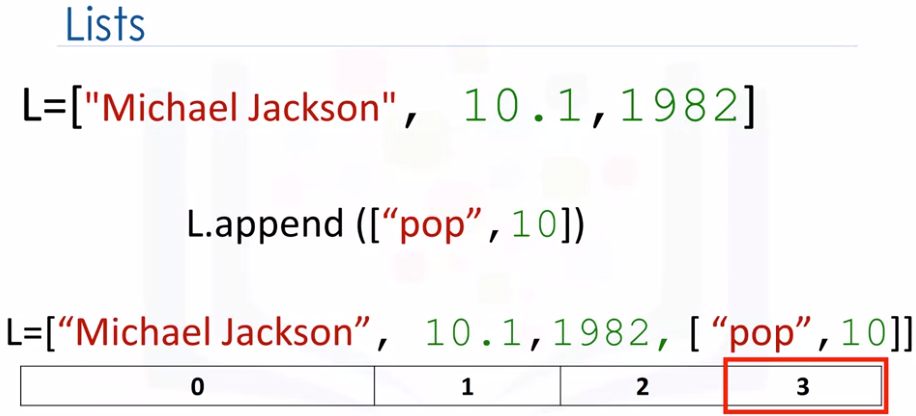 Lists
L=["Michael Jackson", 10.1,1982]
L.append ([“pop”,10])
L=[“Michael Jackson”, 10.1,1982, [“pop”,10]]
0 1 2 3